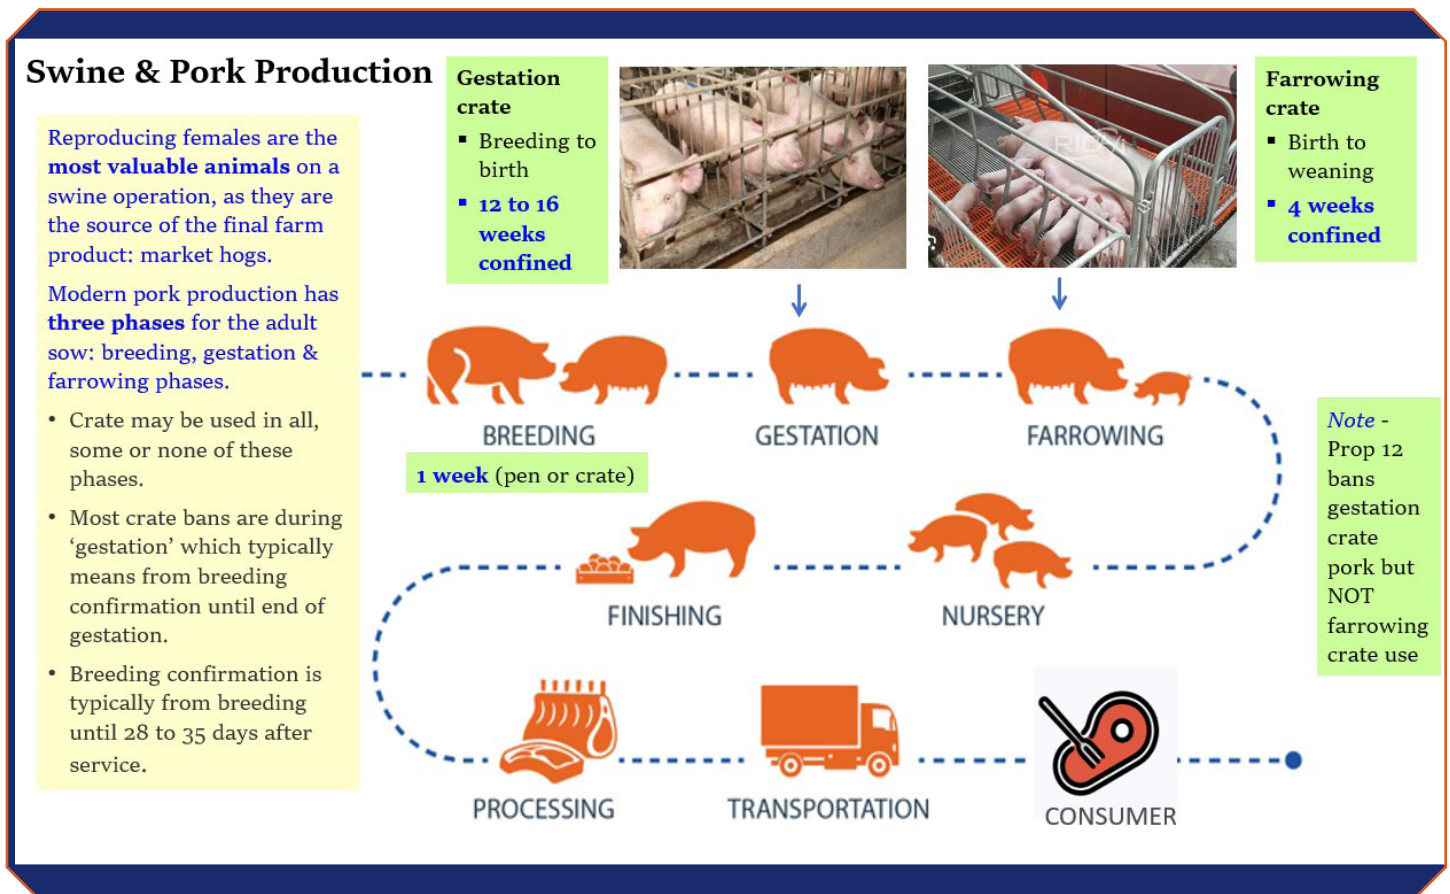 Swine & Pork Production
Reproducing females are the
most valuable animals on a
swine operation, as they are
the source of the final farm
product: market hogs.
Modern pork production has
three phases for the adult
sow: breeding, gestation &
farrowing phases.
• Crate may be used in all,
some or none of these
phases.
• Most crate bans are during
‘gestation’ which typically
means from breeding
confirmation until end of
gestation.
• Breeding confirmation is
typically from breeding
until 28 to 35 days after
service.
Gestation
crate
▪ Breeding to
birth
▪ 12 to 16
weeks
confined
Farrowing
crate
▪ Birth to
weaning
▪ 4 weeks
confined
BREEDING
GESTATION
FARROWING
1 week (pen or crate)
Note -
Prop 12
bans
gestation
crate
pork but
NOT
farrowing
crate use
FINISHING
NURSERY
PROCESSING
TRANSPORTATION
CONSUMER